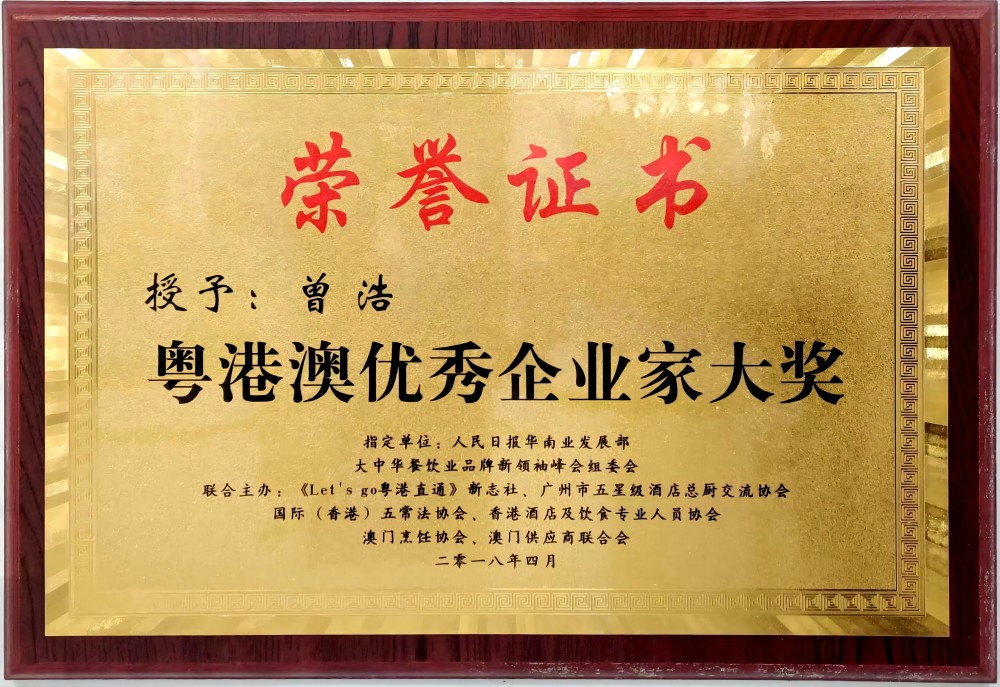 荣誉证书
授予：曾浩
粤港澳优秀企业家大奖
指定单位：人民日报华南业发展部
大中华餐饮业品牌新领袖峰会组委会
联合主办：《Let's go粤港直通》新志社、广州市五星级酒店总厨交流协会
国际（香港）五常法协会、香港酒店及饮食专业人员协会
澳门烹饪协会、澳门供应商联合会
二零一八年四月